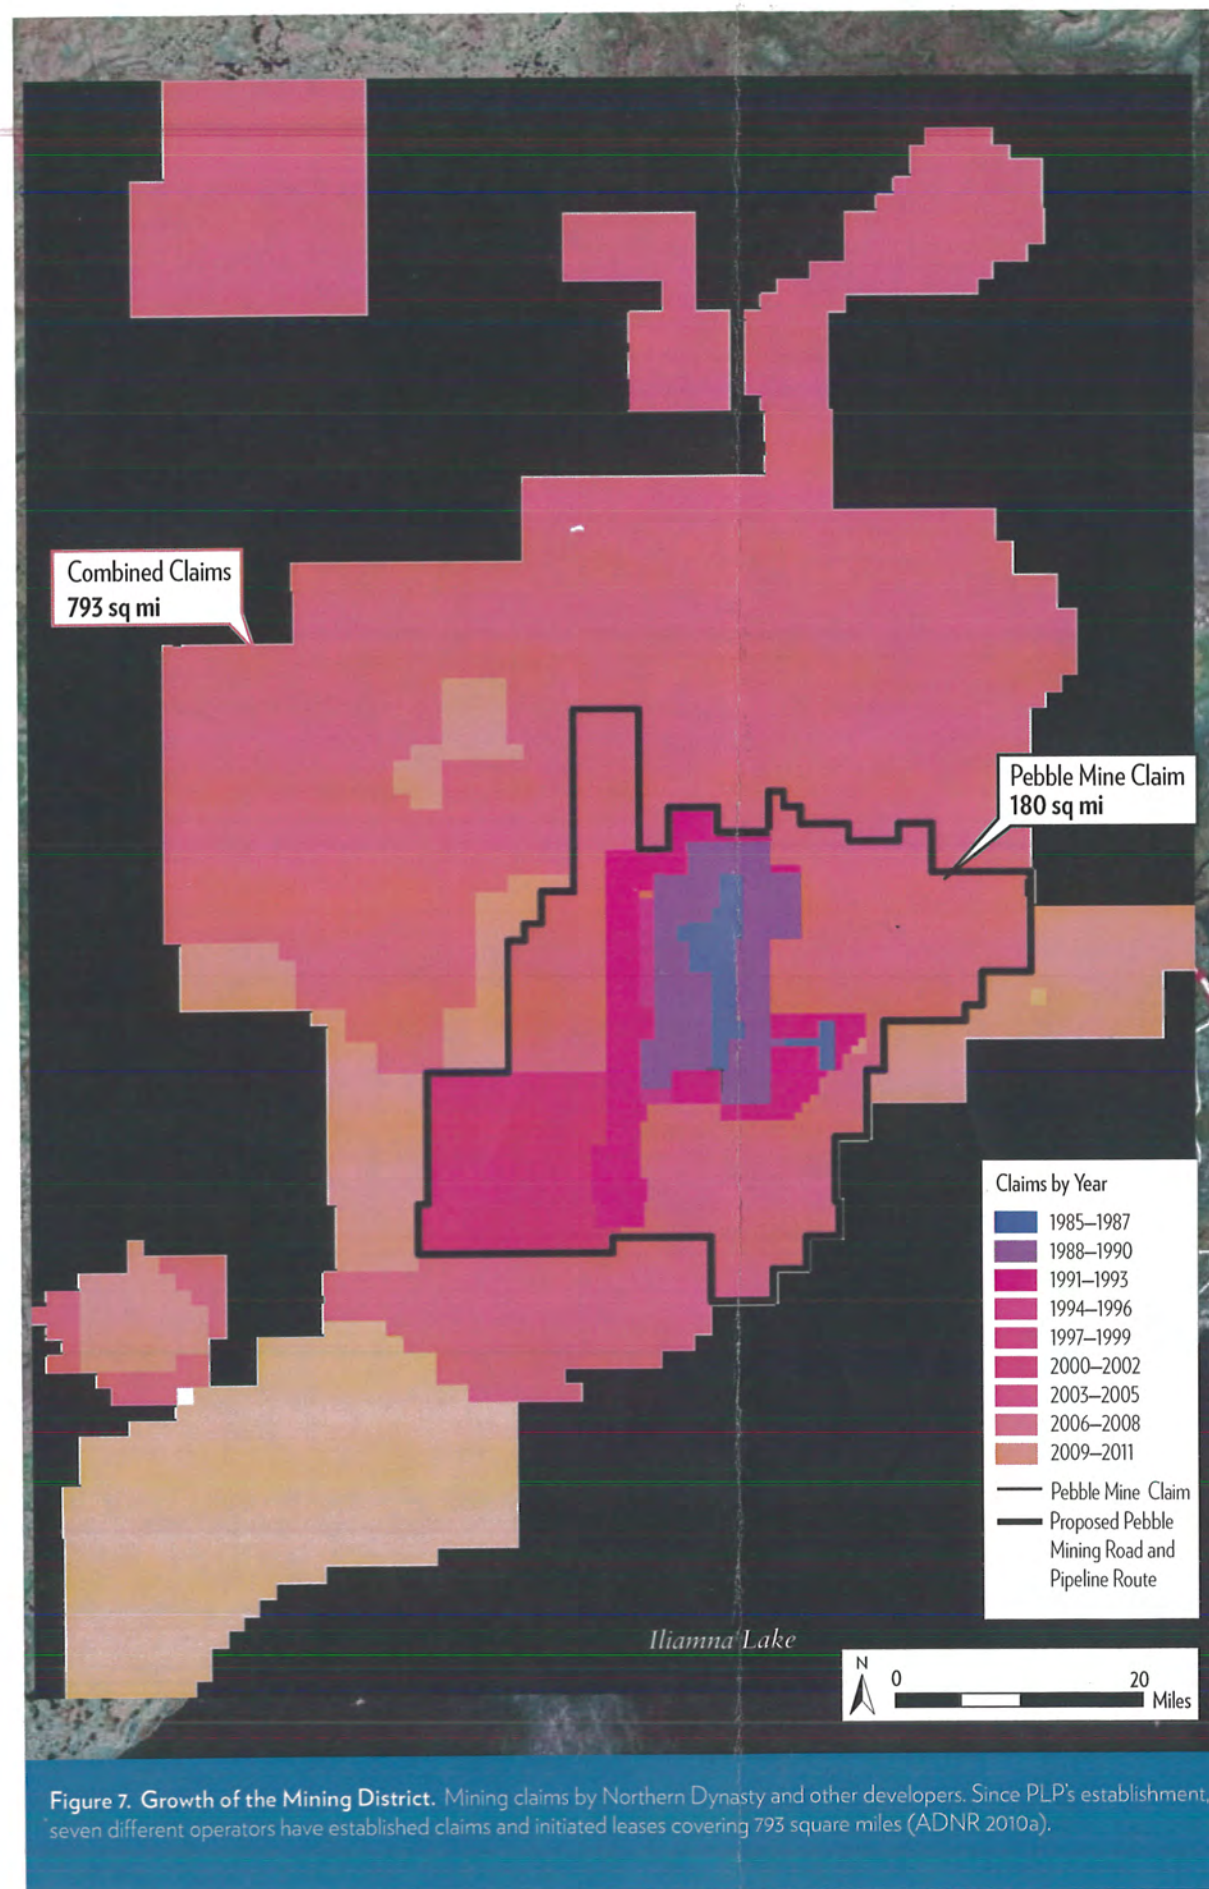 Combined Claims
793 sq mi
Pebble Mine Claim
180 sq mi
Claims by Year
1985–1987
1988–1990
1991–1993
1994–1996
1997–1999
2000–2002
2003–2005
2006–2008
2009–2011
Pebble Mine Claim
Proposed Pebble
Mining Road and
Pipeline Route
Iliamna Lake
N
0 20
Miles
Figure 7. Growth of the Mining District. Mining claims by Northern Dynasty and other developers. Since PLP's establishment,
seven different operators have established claims and initiated leases covering 793 square miles (ADNR 2010a).